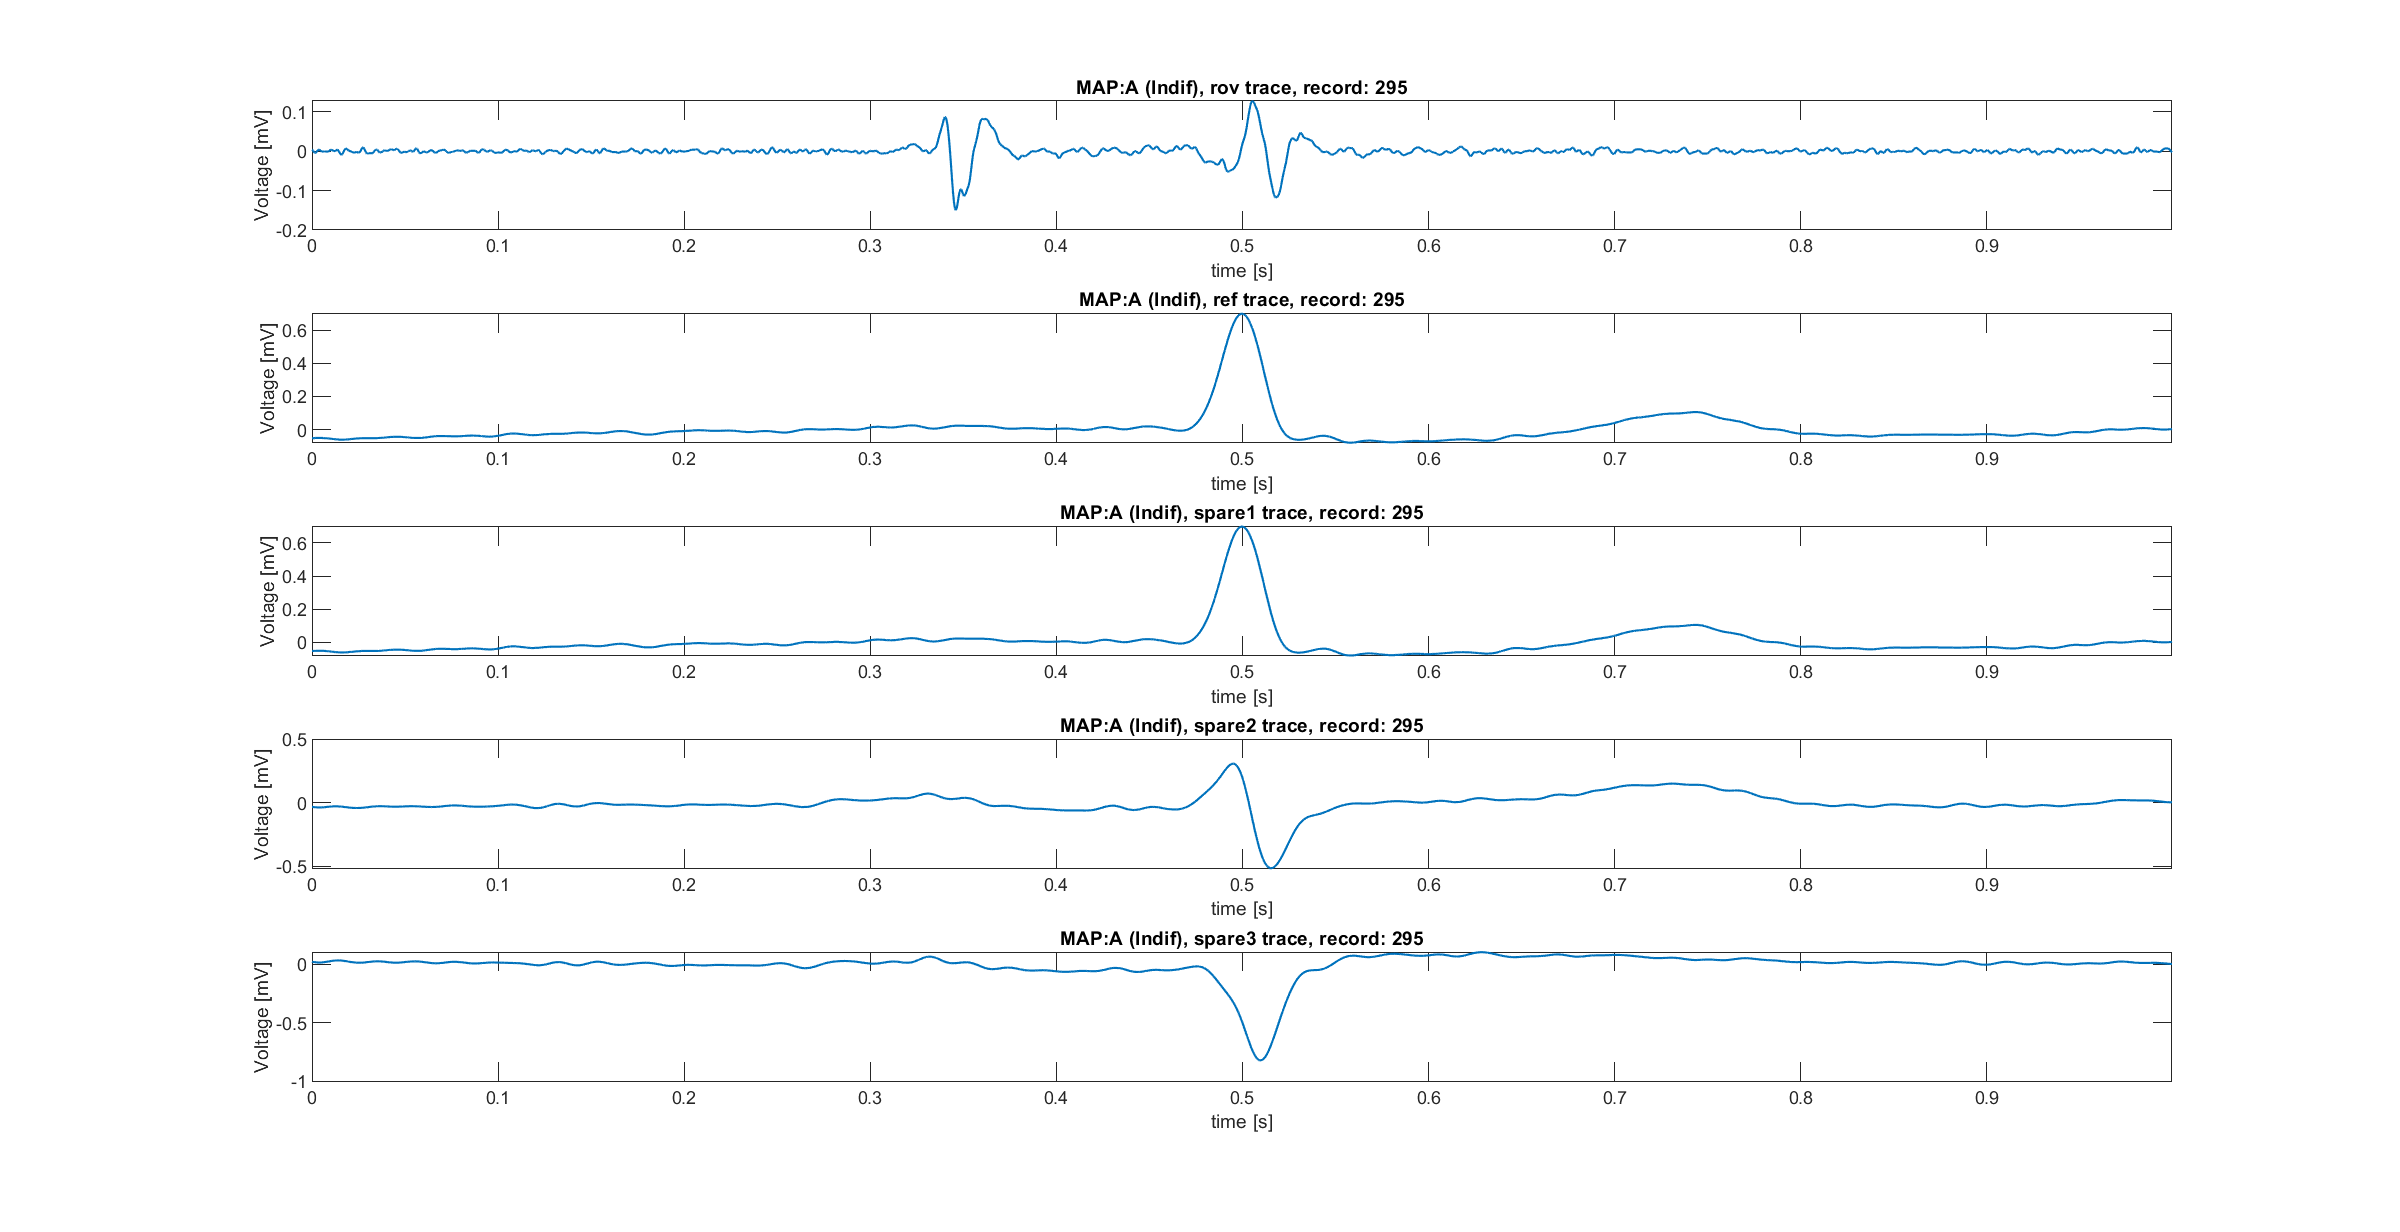 MAP:A (Indif), rov trace, record: 295
Voltage [mV]
0.1
0
-0.1
-0.2
0 0.1 0.2 0.3 0.4 0.5 0.6 0.7 0.8 0.9
time [s]
MAP:A (Indif), ref trace, record: 295
Voltage [mV]
0.6
0.4
0.2
0
0 0.1 0.2 0.3 0.4 0.5 0.6 0.7 0.8 0.9
time [s]
MAP:A (Indif), spare1 trace, record: 295
Voltage [mV]
0.6
0.4
0.2
0
0 0.1 0.2 0.3 0.4 0.5 0.6 0.7 0.8 0.9
time [s]
MAP:A (Indif), spare2 trace, record: 295
Voltage [mV]
0.5
0
-0.5
0 0.1 0.2 0.3 0.4 0.5 0.6 0.7 0.8 0.9
time [s]
MAP:A (Indif), spare3 trace, record: 295
Voltage [mV]
0
-0.5
-1
0 0.1 0.2 0.3 0.4 0.5 0.6 0.7 0.8 0.9
time [s]